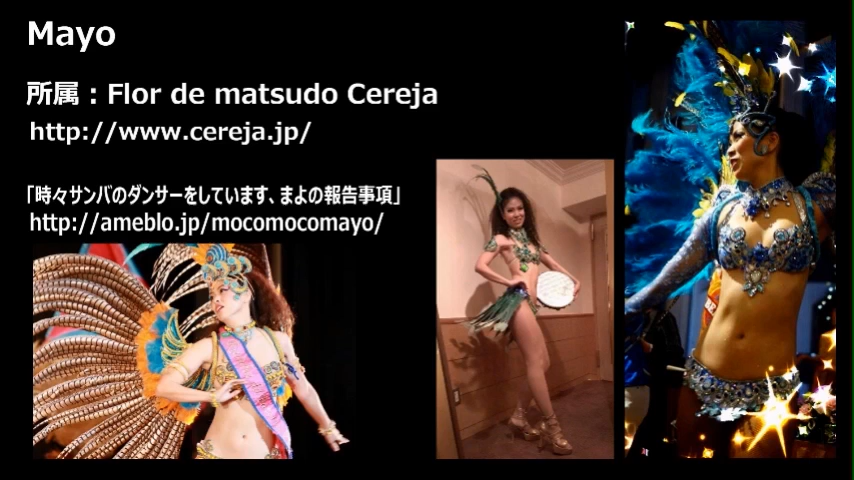 Mayo
所属：Flor de matsudo Cereja
http://www.cereja.jp/
「時々サンバのダンサーをしています、まよの報告事項」
http://ameblo.jp/mocomocomayo/